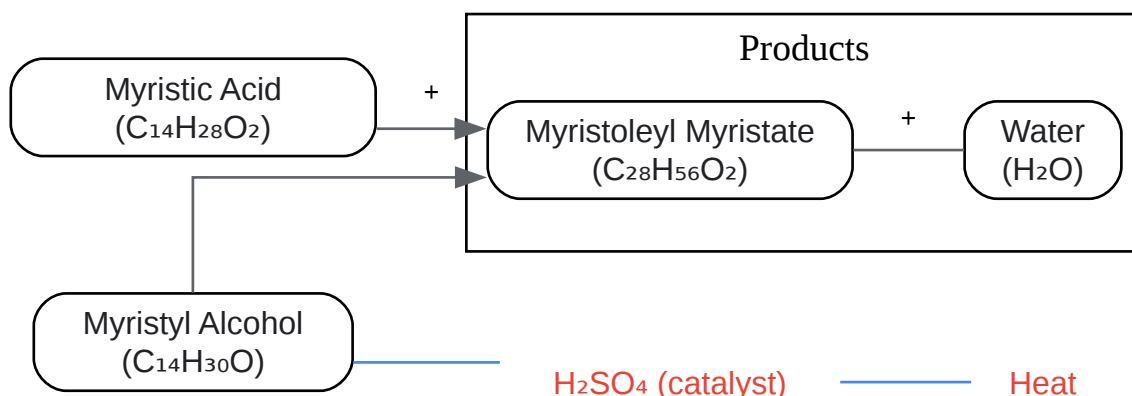 Products
Myristic Acid
(C₁₄H₂₈O₂)
+
Myristoleyl Myristate
(C₂₈H₅₆O₂)
+
Water
(H₂O)
Myristyl Alcohol
(C₁₄H₃₀O)
H₂SO₄ (catalyst)
Heat